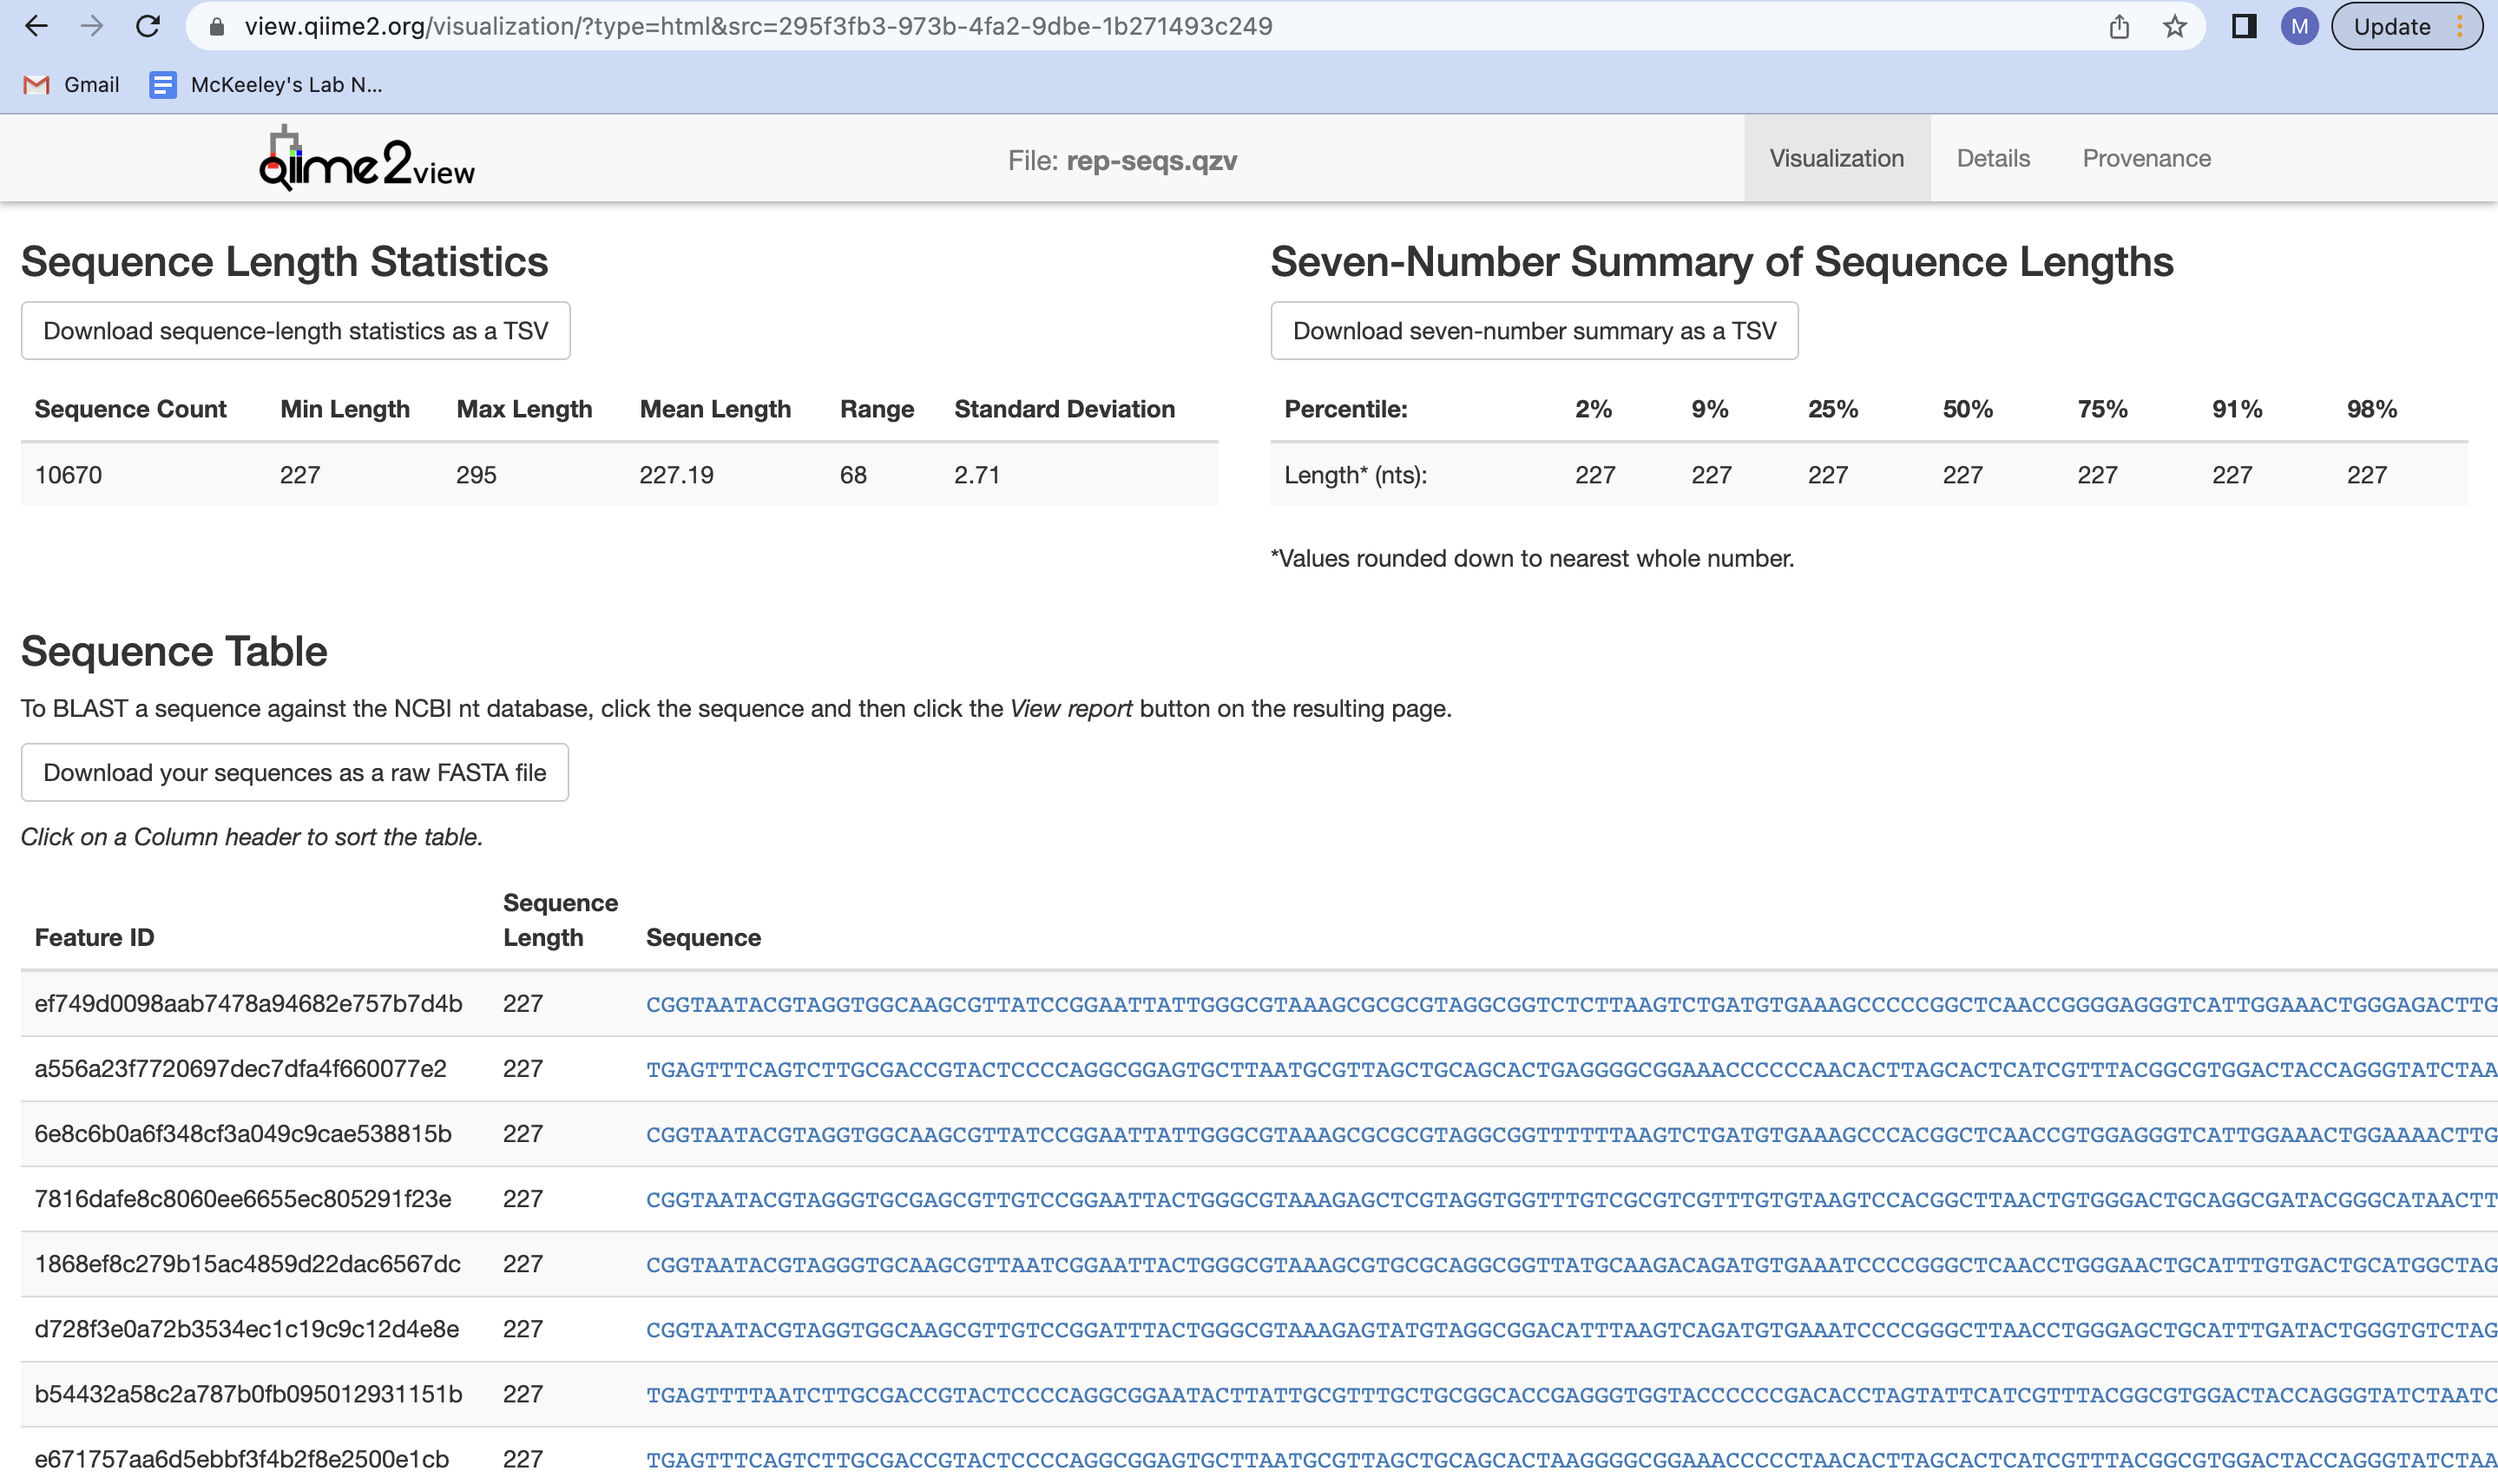 view.qiime2.org/visualization/?type=html&src=295f3fb3-973b-4fa2-9dbe-1b271493c249
M
Update
Gmail
McKeeley's Lab N...
qiime2view
File: rep-seqs.qzv
Visualization
Details
Provenance
Sequence Length Statistics
Download sequence-length statistics as a TSV
Sequence Count Min Length Max Length Mean Length Range Standard Deviation
10670 227 295 227.19 68 2.71
Seven-Number Summary of Sequence Lengths
Download seven-number summary as a TSV
Percentile: 2% 9% 25% 50% 75% 91% 98%
Length* (nts): 227 227 227 227 227 227 227
*Values rounded down to nearest whole number.
Sequence Table
To BLAST a sequence against the NCBI nt database, click the sequence and then click the View report button on the resulting page.
Download your sequences as a raw FASTA file
Click on a Column header to sort the table.
Feature ID Sequence Length Sequence
ef749d0098aab7478a94682e757b7d4b 227 CGGTAATACGTAGGTGGCAAGCGTTATCCGGAATTATTGGGCGTAAAGCGCGCGTAGGCGGTCTCTTAAGTCTGATGTGAAAGCCCCCGGCTCAACCGGGGAGGGTCATTGGAAACTGGGAGACTTG
a556a23f7720697dec7dfa4f660077e2 227 TGAGTTTCAGTCTTGCGACCGTACTCCCCAGGCGGAGTGCTTAATGCGTTAGCTGCAGCACTGAGGGGCGGAAACCCCCCAACACTTAGCACTCATCGTTTACGGCGTGGACTACCAGGGTATCTAA
6e8c6b0a6f348cf3a049c9cae538815b 227 CGGTAATACGTAGGTGGCAAGCGTTATCCGGAATTATTGGGCGTAAAGCGCGCGTAGGCGGTTTTTTAAGTCTGATGTGAAAGCCCACGGCTCAACCGTGGAGGGTCATTGGAAACTGGAAAACTTG
7816dafe8c8060ee6655ec805291f23e 227 CGGTAATACGTAGGGTGCGAGCGTTGTCCGGAATTACTGGGCGTAAAGAGCTCGTAGGTGGTTTGTCGCGTCGTTTGTGTAAGTCCACGGCTTAACTGTGGGACTGCAGGCGATACGGGCATAACTT
1868ef8c279b15ac4859d22dac6567dc 227 CGGTAATACGTAGGGTGCAAGCGTTAATCGGAATTACTGGGCGTAAAGCGTGCGCAGGCGGTTATGCAAGACAGATGTGAAATCCCCGGGCTCAACCTGGGAACTGCATTTGTGACTGCATGGCTAG
d728f3e0a72b3534ec1c19c9c12d4e8e 227 CGGTAATACGTAGGTGGCAAGCGTTGTCCGGATTTACTGGGCGTAAAGAGTATGTAGGCGGACATTTAAGTCAGATGTGAAATCCCCGGGCTTAACCTGGGAGCTGCATTTGATACTGGGTGTCTAG
b54432a58c2a787b0fb095012931151b 227 TGAGTTTTAATCTTGCGACCGTACTCCCCAGGCGGAATACTTATTGCGTTTGCTGCGGCACCGAGGGTGGTACCCCCCGACACCTAGTATTCATCGTTTACGGCGTGGACTACCAGGGTATCTAATC
e671757aa6d5ebbf3f4b2f8e2500e1cb 227 TGAGTTTCAGTCTTGCGACCGTACTCCCCAGGCGGAGTGCTTAATGCGTTAGCTGCAGCACTAAGGGGCGGAAACCCCCTAACACTTAGCACTCATCGTTTACGGCGTGGACTACCAGGGTATCTAA